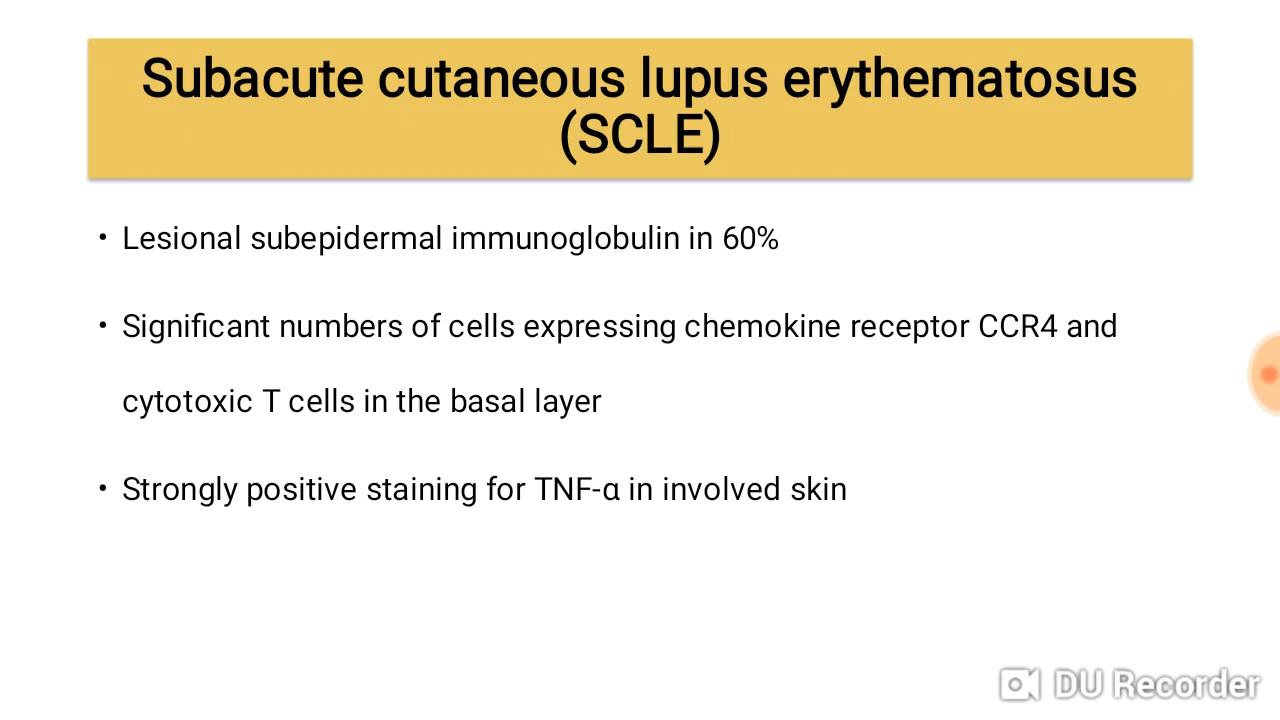 Subacute cutaneous lupus erythematosus
(SCLE)
• Lesional subepidermal immunoglobulin in 60%
• Significant numbers of cells expressing chemokine receptor CCR4 and
cytotoxic T cells in the basal layer
• Strongly positive staining for TNF-α in involved skin
DU Recorder